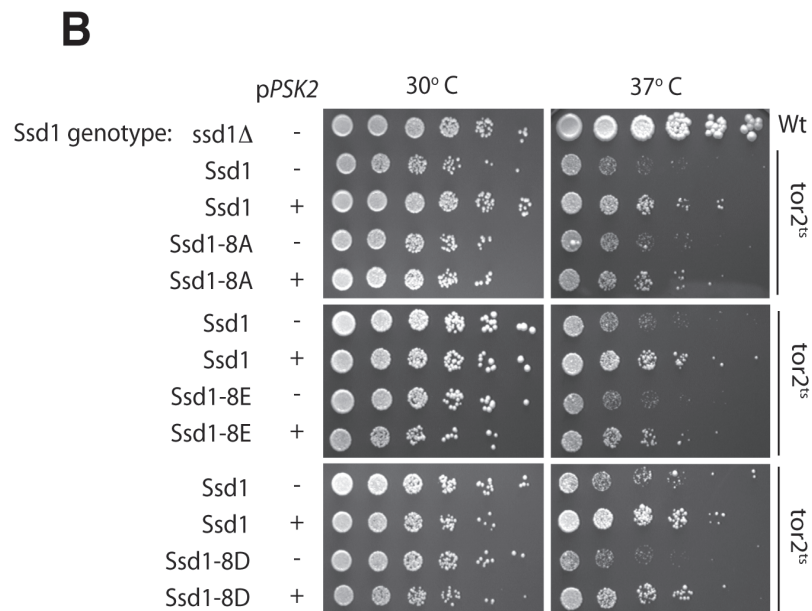 B
pPSK2 30° C 37° C
Ssd1 genotype: ssd1Δ - Wt
Ssd1 -
Ssd1 +
Ssd1-8A -
Ssd1-8A +
tor2ts
Ssd1 -
Ssd1 +
Ssd1-8E -
Ssd1-8E +
tor2ts
Ssd1 -
Ssd1 +
Ssd1-8D -
Ssd1-8D +
tor2ts